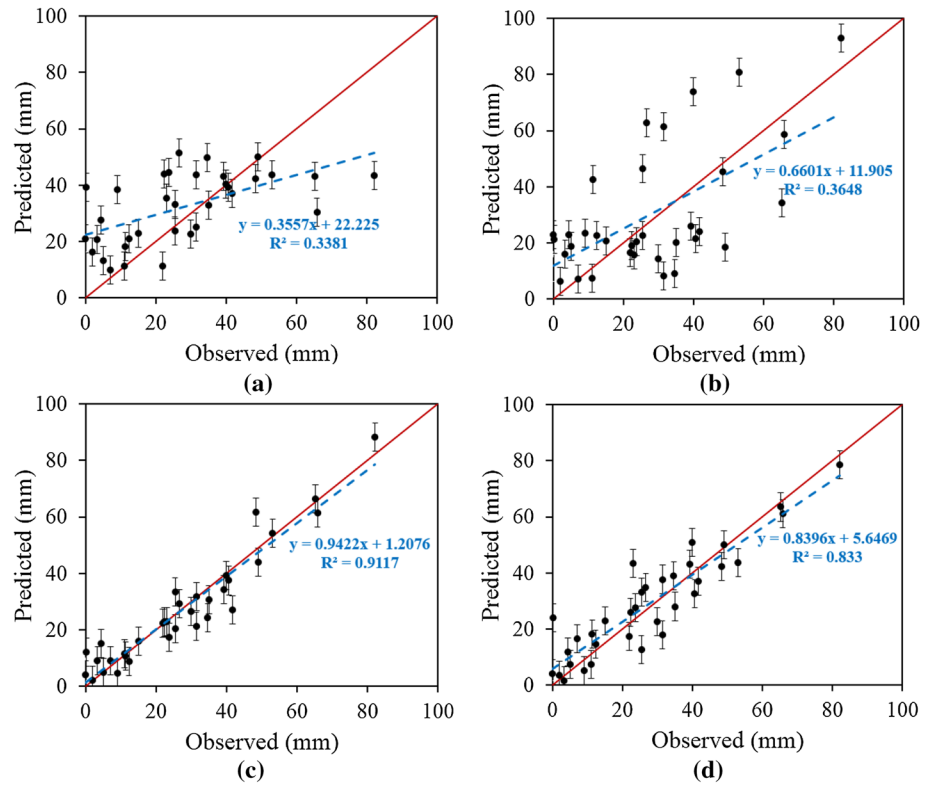 100
80
60
40
20
0
Predicted (mm)
y = 0.3557x + 22.225
R² = 0.3381
0 20 40 60 80 100
Observed (mm)
(a)
100
80
60
40
20
0
Predicted (mm)
y = 0.6601x + 11.905
R² = 0.3648
0 20 40 60 80 100
Observed (mm)
(b)
100
80
60
40
20
0
Predicted (mm)
y = 0.9422x + 1.2076
R² = 0.9117
0 20 40 60 80 100
Observed (mm)
(c)
100
80
60
40
20
0
Predicted (mm)
y = 0.8396x + 5.6469
R² = 0.833
0 20 40 60 80 100
Observed (mm)
(d)